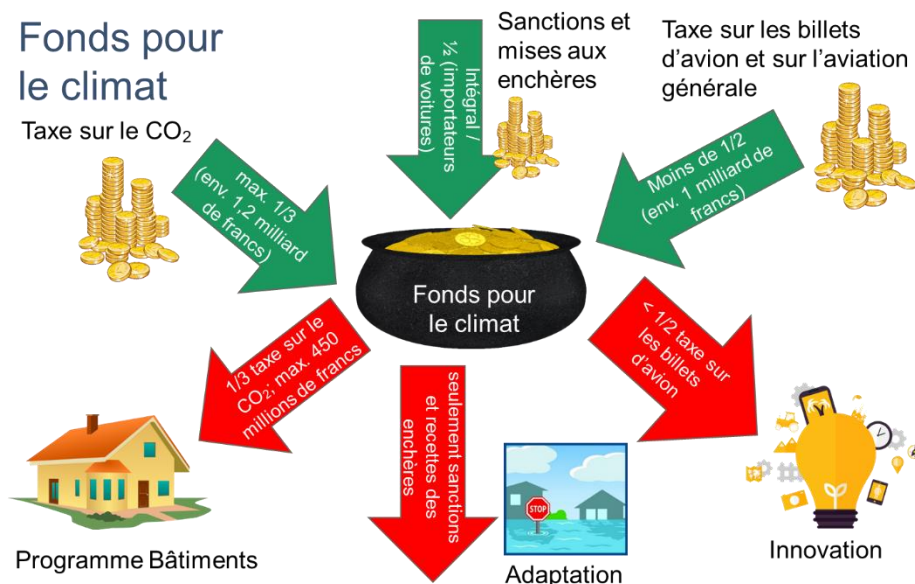 Fonds pour
le climat
Taxe sur le CO₂
max. 1/3
(env. 1,2 milliard
de francs)
Intégral /
½ (importateurs
de voitures)
Sanctions et
mises aux
enchères
Taxe sur les billets
d’avion et sur l’aviation
générale
Moins de 1/2
(env. 1 milliard de
francs)
Fonds pour
le climat
1/3 taxe sur le
CO₂; max. 450
millions de francs
Programme Bâtiments
seulement sanctions
et recettes des
enchères
STOP
Adaptation
< 1/2 taxe sur
les billets
d’avion
Innovation